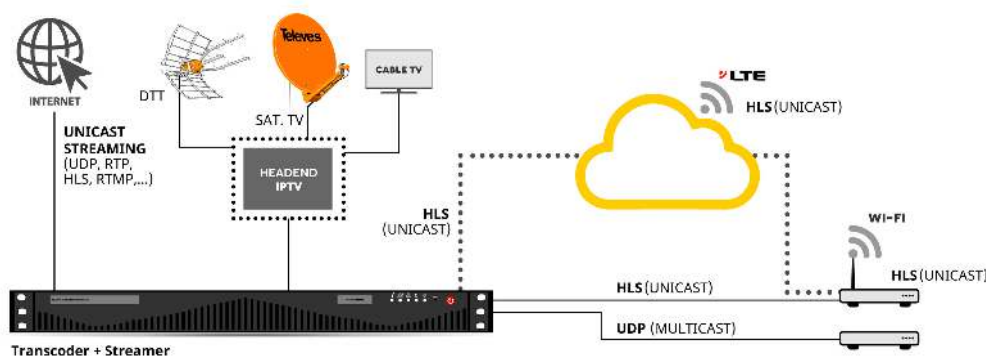 INTERNET
DTT
Televes
SAT. TV
CABLE TV
LTE
HLS (UNICAST)
UNICAST
STREAMING
(UDP, RTP,
HLS, RTMP,...)
HEADEND
IPTV
HLS
(UNICAST)
WI-FI
HLS (UNICAST)
HLS (UNICAST)
UDP (MULTICAST)
Transcoder + Streamer